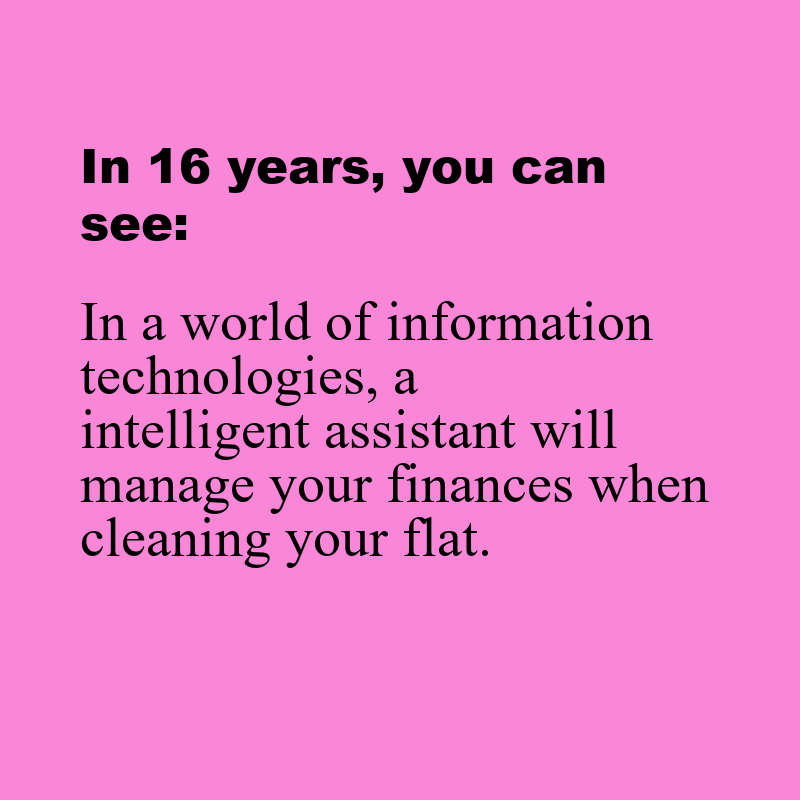 In 16 years, you can
see:
In a world of information
technologies, a
intelligent assistant will
manage your finances when
cleaning your flat.